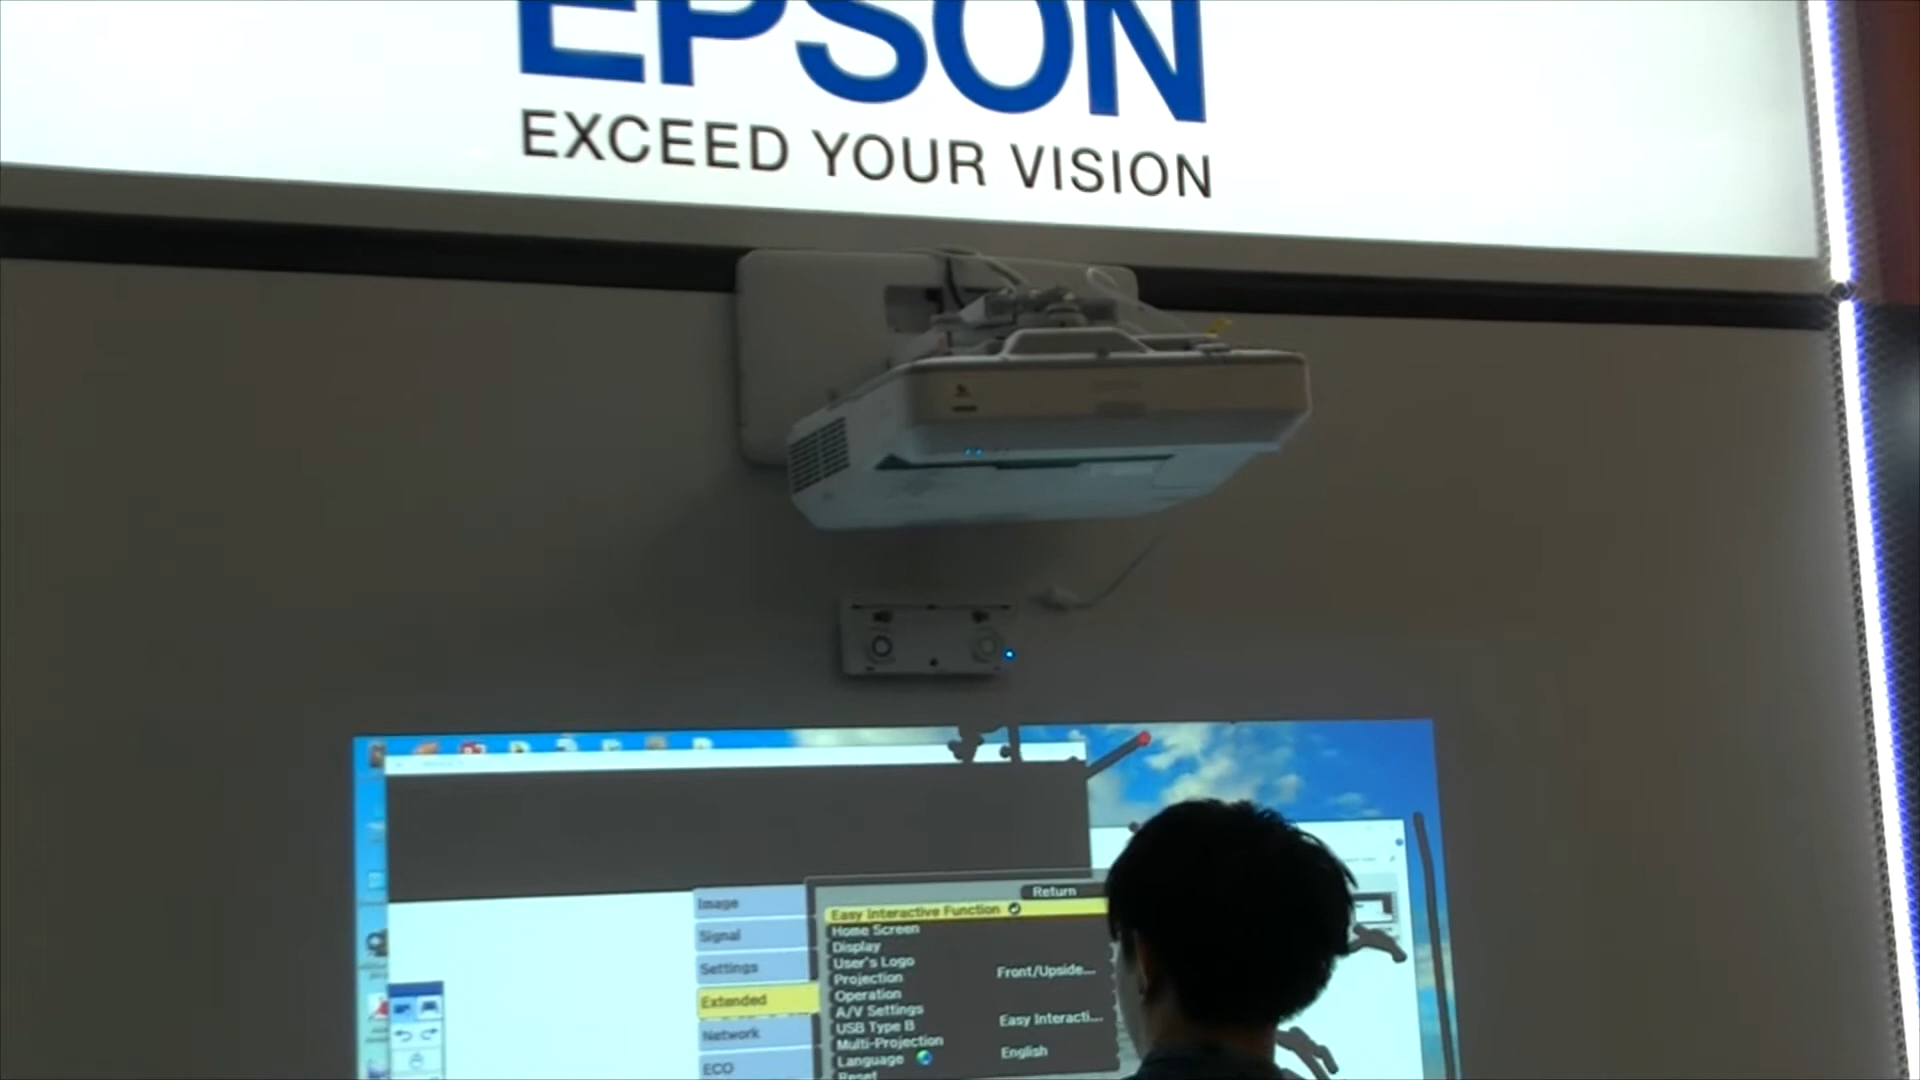 EPSON
EXCEED YOUR VISION
Return
Image
Signal
Settings
Extended
Network
ECO
Easy Interactive Function
Home Screen
Display
User's Logo
Projection Front/Upside...
Operation
A/V Settings
USB Type B Easy Interacti...
Multi-Projection
Language English
Reset